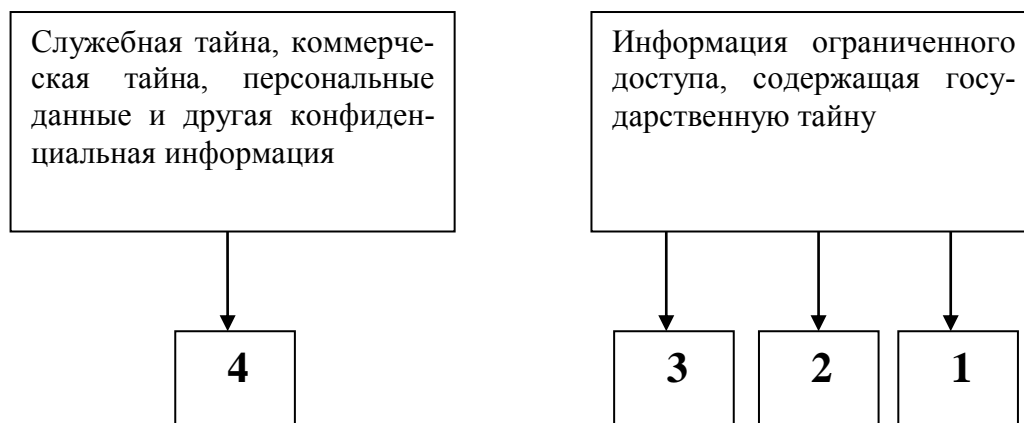 Служебная тайна, коммерче-
ская тайна, персональные
данные и другая конфиден-
циальная информация
Информация ограниченного
доступа, содержащая госу-
дарственную тайну
4
3
2
1